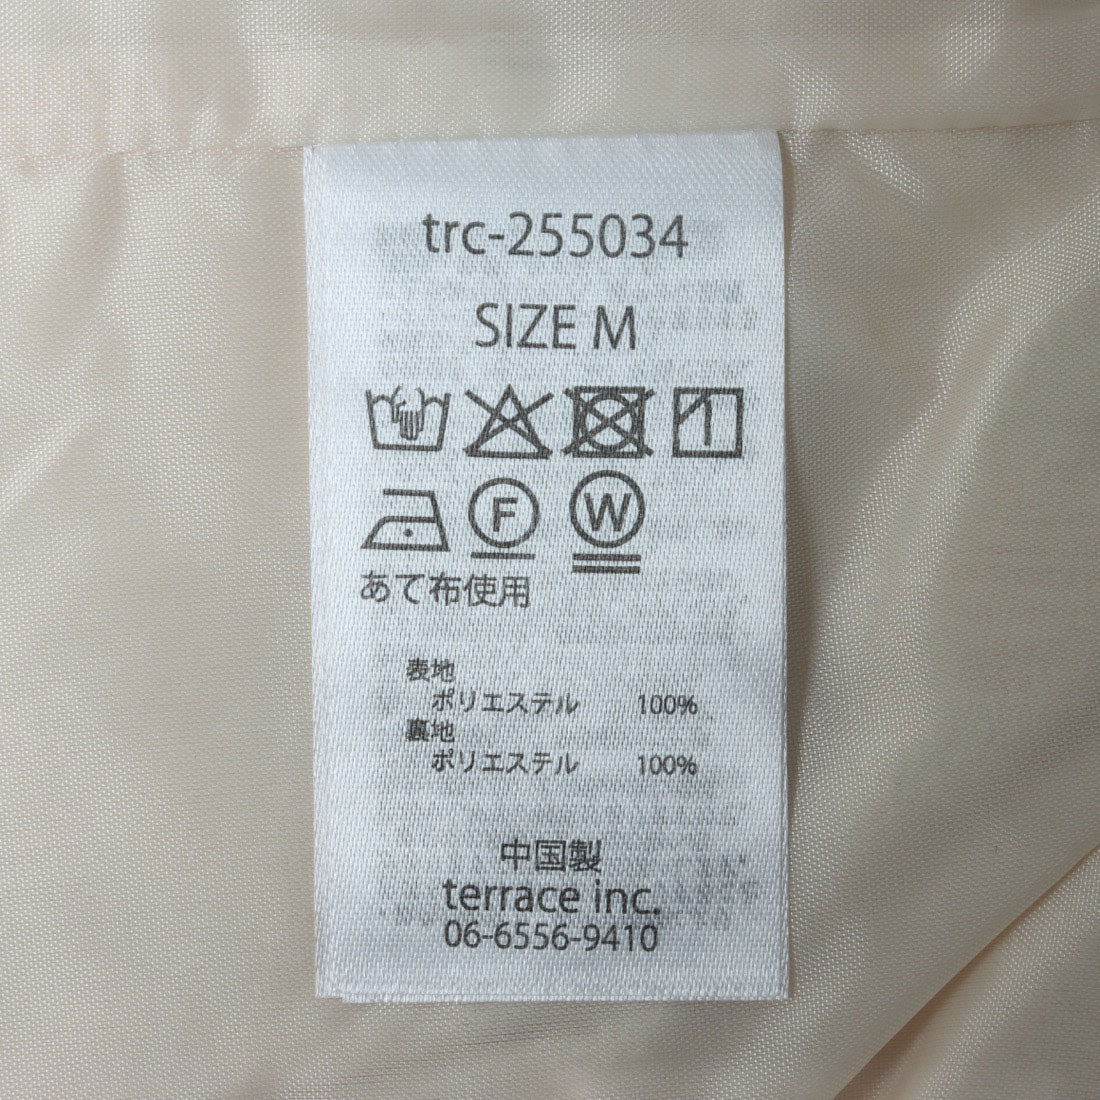 trc-255034
SIZE M
F W
あて布使用
表地
ポリエステル 100%
裏地
ポリエステル 100%
中国製
terrace inc.
06-6556-9410